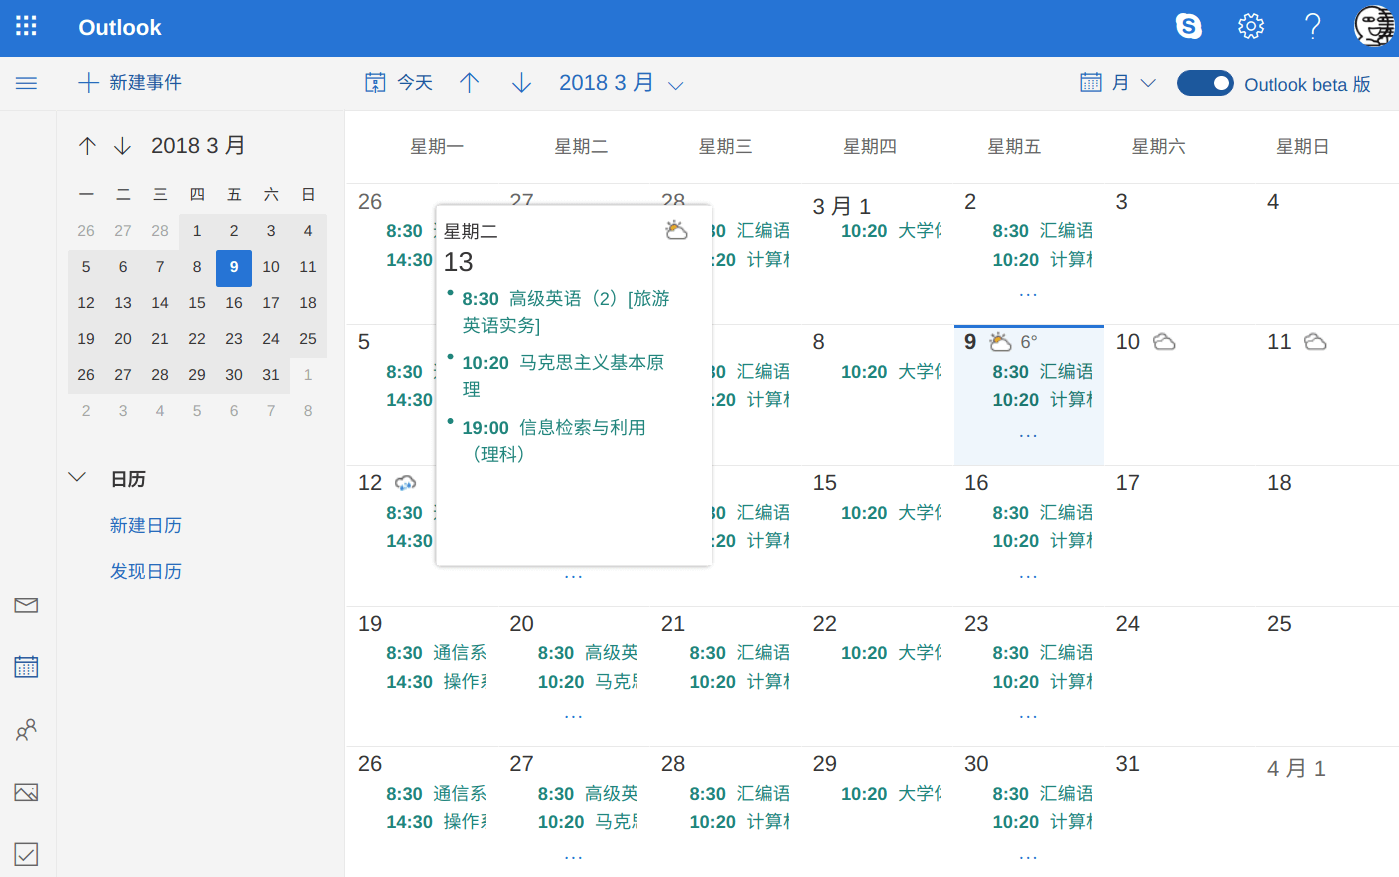 Outlook
新建事件
今天
2018 3 月
月
Outlook beta 版
2018 3 月
一 二 三 四 五 六 日
26 27 28 1 2 3 4
5 6 7 8 9 10 11
12 13 14 15 16 17 18
19 20 21 22 23 24 25
26 27 28 29 30 31 1
2 3 4 5 6 7 8
日历
新建日历
发现日历
星期一 星期二 星期三 星期四 星期五 星期六 星期日
26 27 28 3 月 1 2 3 4
8:30 :30 汇编语 10:20 大学 8:30 汇编语
14:30 :20 计算 10:20 计算
...
星期二
13
8:30 高级英语（2）[旅游
英语实务]
10:20 马克思主义基本原
理
19:00 信息检索与利用
（理科）
5 8 9 6° 10 11
8:30 :30 汇编语 10:20 大学 8:30 汇编语
14:30 :20 计算 10:20 计算
...
12 15 16 17 18
8:30 :30 汇编语 10:20 大学 8:30 汇编语
14:30 :20 计算 10:20 计算
... ...
19 20 21 22 23 24 25
8:30 通信系 8:30 高级英 8:30 汇编语 10:20 大学 8:30 汇编语
14:30 操作 10:20 马克 10:20 计算 10:20 计算
... ...
26 27 28 29 30 31 4 月 1
8:30 通信系 8:30 高级英 8:30 汇编语 10:20 大学 8:30 汇编语
14:30 操作 10:20 马克 10:20 计算 10:20 计算
... ...